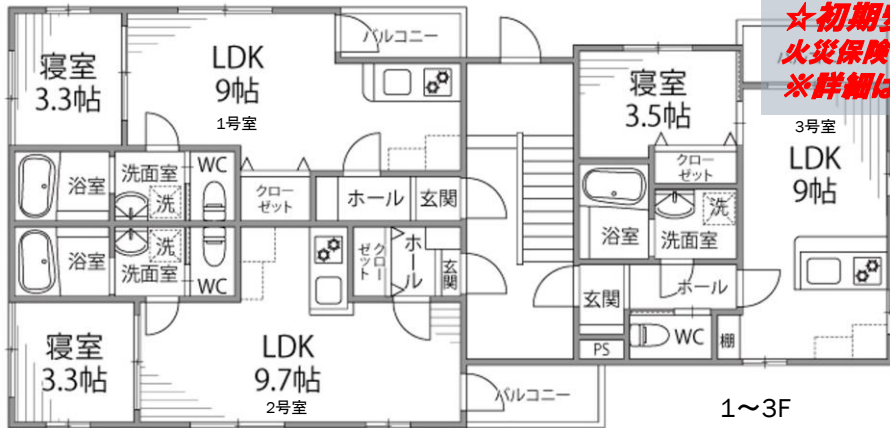 ☆初期
火災保険
※詳細は
バルコニー
寝室
3.3帖
LDK
9帖
1号室
浴室
洗面室
洗
WC
クローゼット
ホール
玄関
浴室
洗
洗面室
WC
クローゼット
ホール
玄関
寝室
3.3帖
LDK
9.7帖
2号室
バルコニー
寝室
3.5帖
クローゼット
3号室
LDK
9帖
浴室
洗
洗面室
玄関
ホール
WC
棚
PS
1〜3F